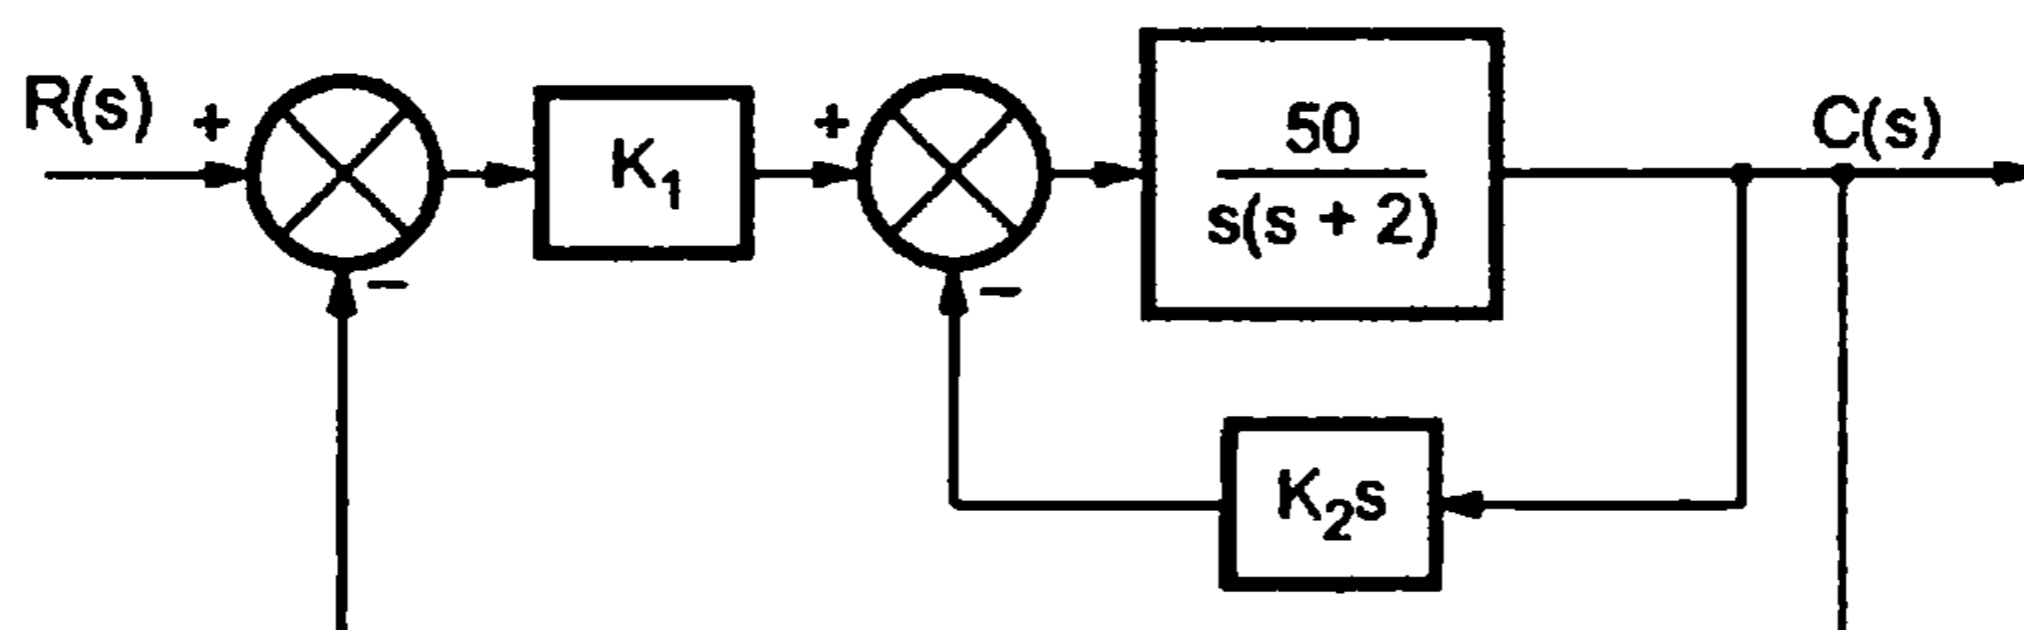 R(s)
+
−
K₁
+
−
50
s(s + 2)
C(s)
K₂s